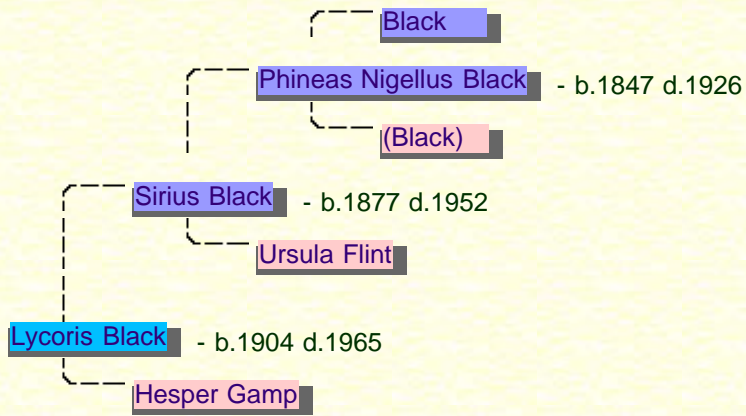 Black
Phineas Nigellus Black - b.1847 d.1926
(Black)
Sirius Black - b.1877 d.1952
Ursula Flint
Lycoris Black - b.1904 d.1965
Hesper Gamp